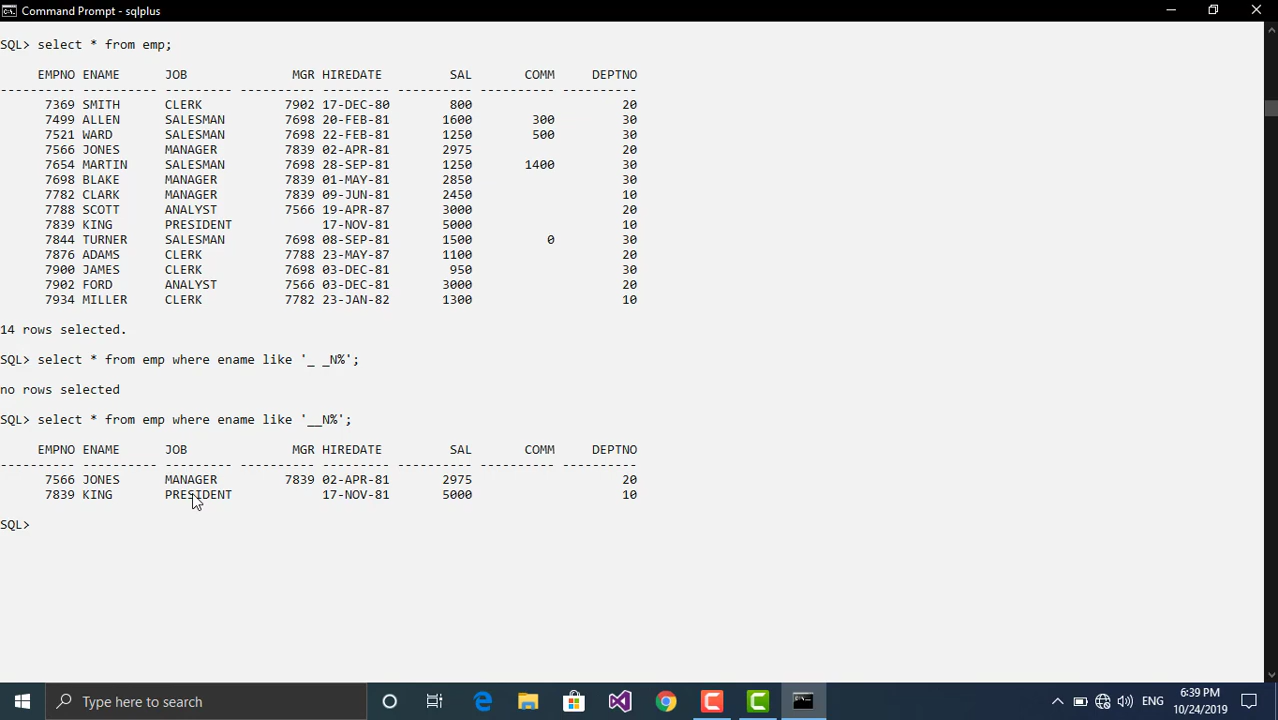 Command Prompt - sqlplus
SQL> select * from emp;
EMPNO ENAME      JOB              MGR HIREDATE         SAL       COMM     DEPTNO
---------- ---------- --------- ---------- --------- ---------- ---------- ----------
7369 SMITH      CLERK           7902 17-DEC-80        800                    20
7499 ALLEN      SALESMAN        7698 20-FEB-81       1600        300         30
7521 WARD       SALESMAN        7698 22-FEB-81       1250        500         30
7566 JONES      MANAGER         7839 02-APR-81       2975                    20
7654 MARTIN     SALESMAN        7698 28-SEP-81       1250       1400         30
7698 BLAKE      MANAGER         7839 01-MAY-81       2850                    30
7782 CLARK      MANAGER         7839 09-JUN-81       2450                    10
7788 SCOTT      ANALYST         7566 19-APR-87       3000                    20
7839 KING       PRESIDENT            17-NOV-81       5000                    10
7844 TURNER     SALESMAN        7698 08-SEP-81       1500          0         30
7876 ADAMS      CLERK           7788 23-MAY-87       1100                    20
7900 JAMES      CLERK           7698 03-DEC-81        950                    30
7902 FORD       ANALYST         7566 03-DEC-81       3000                    20
7934 MILLER     CLERK           7782 23-JAN-82       1300                    10
14 rows selected.
SQL> select * from emp where ename like '_ _N%';
no rows selected
SQL> select * from emp where ename like '__N%';
EMPNO ENAME      JOB              MGR HIREDATE         SAL       COMM     DEPTNO
---------- ---------- --------- ---------- --------- ---------- ---------- ----------
7566 JONES      MANAGER         7839 02-APR-81       2975                    20
7839 KING       PRESIDENT            17-NOV-81       5000                    10
SQL>
Type here to search
ENG
6:39 PM
10/24/2019